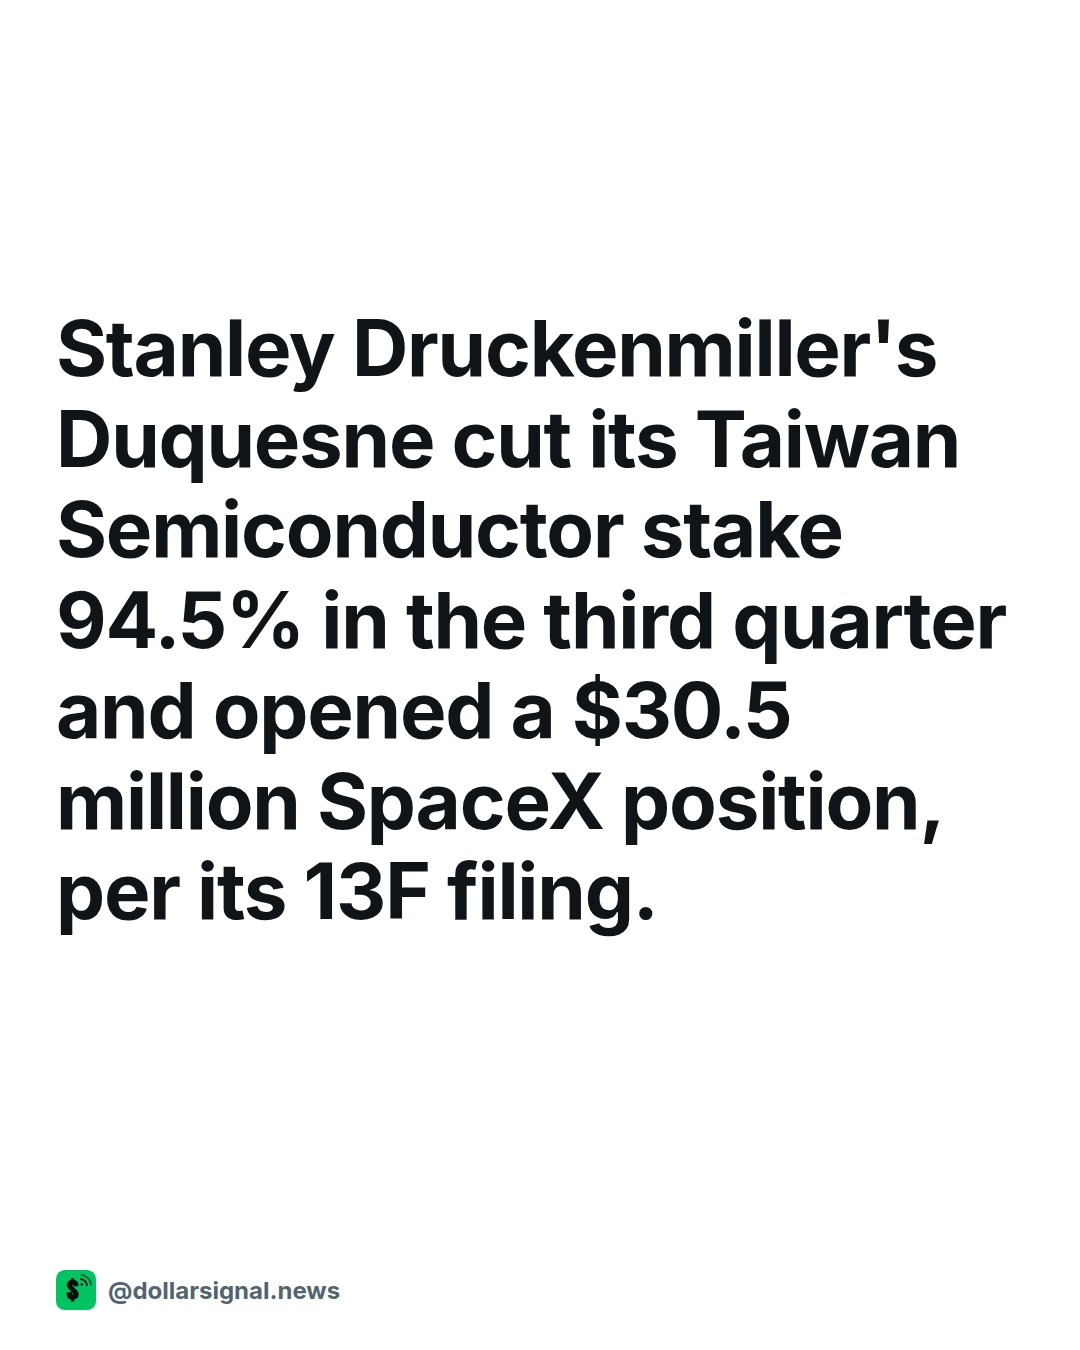 Stanley Druckenmiller's
Duquesne cut its Taiwan
Semiconductor stake
94.5% in the third quarter
and opened a $30.5
million SpaceX position,
per its 13F filing.
$
@dollarsignal.news